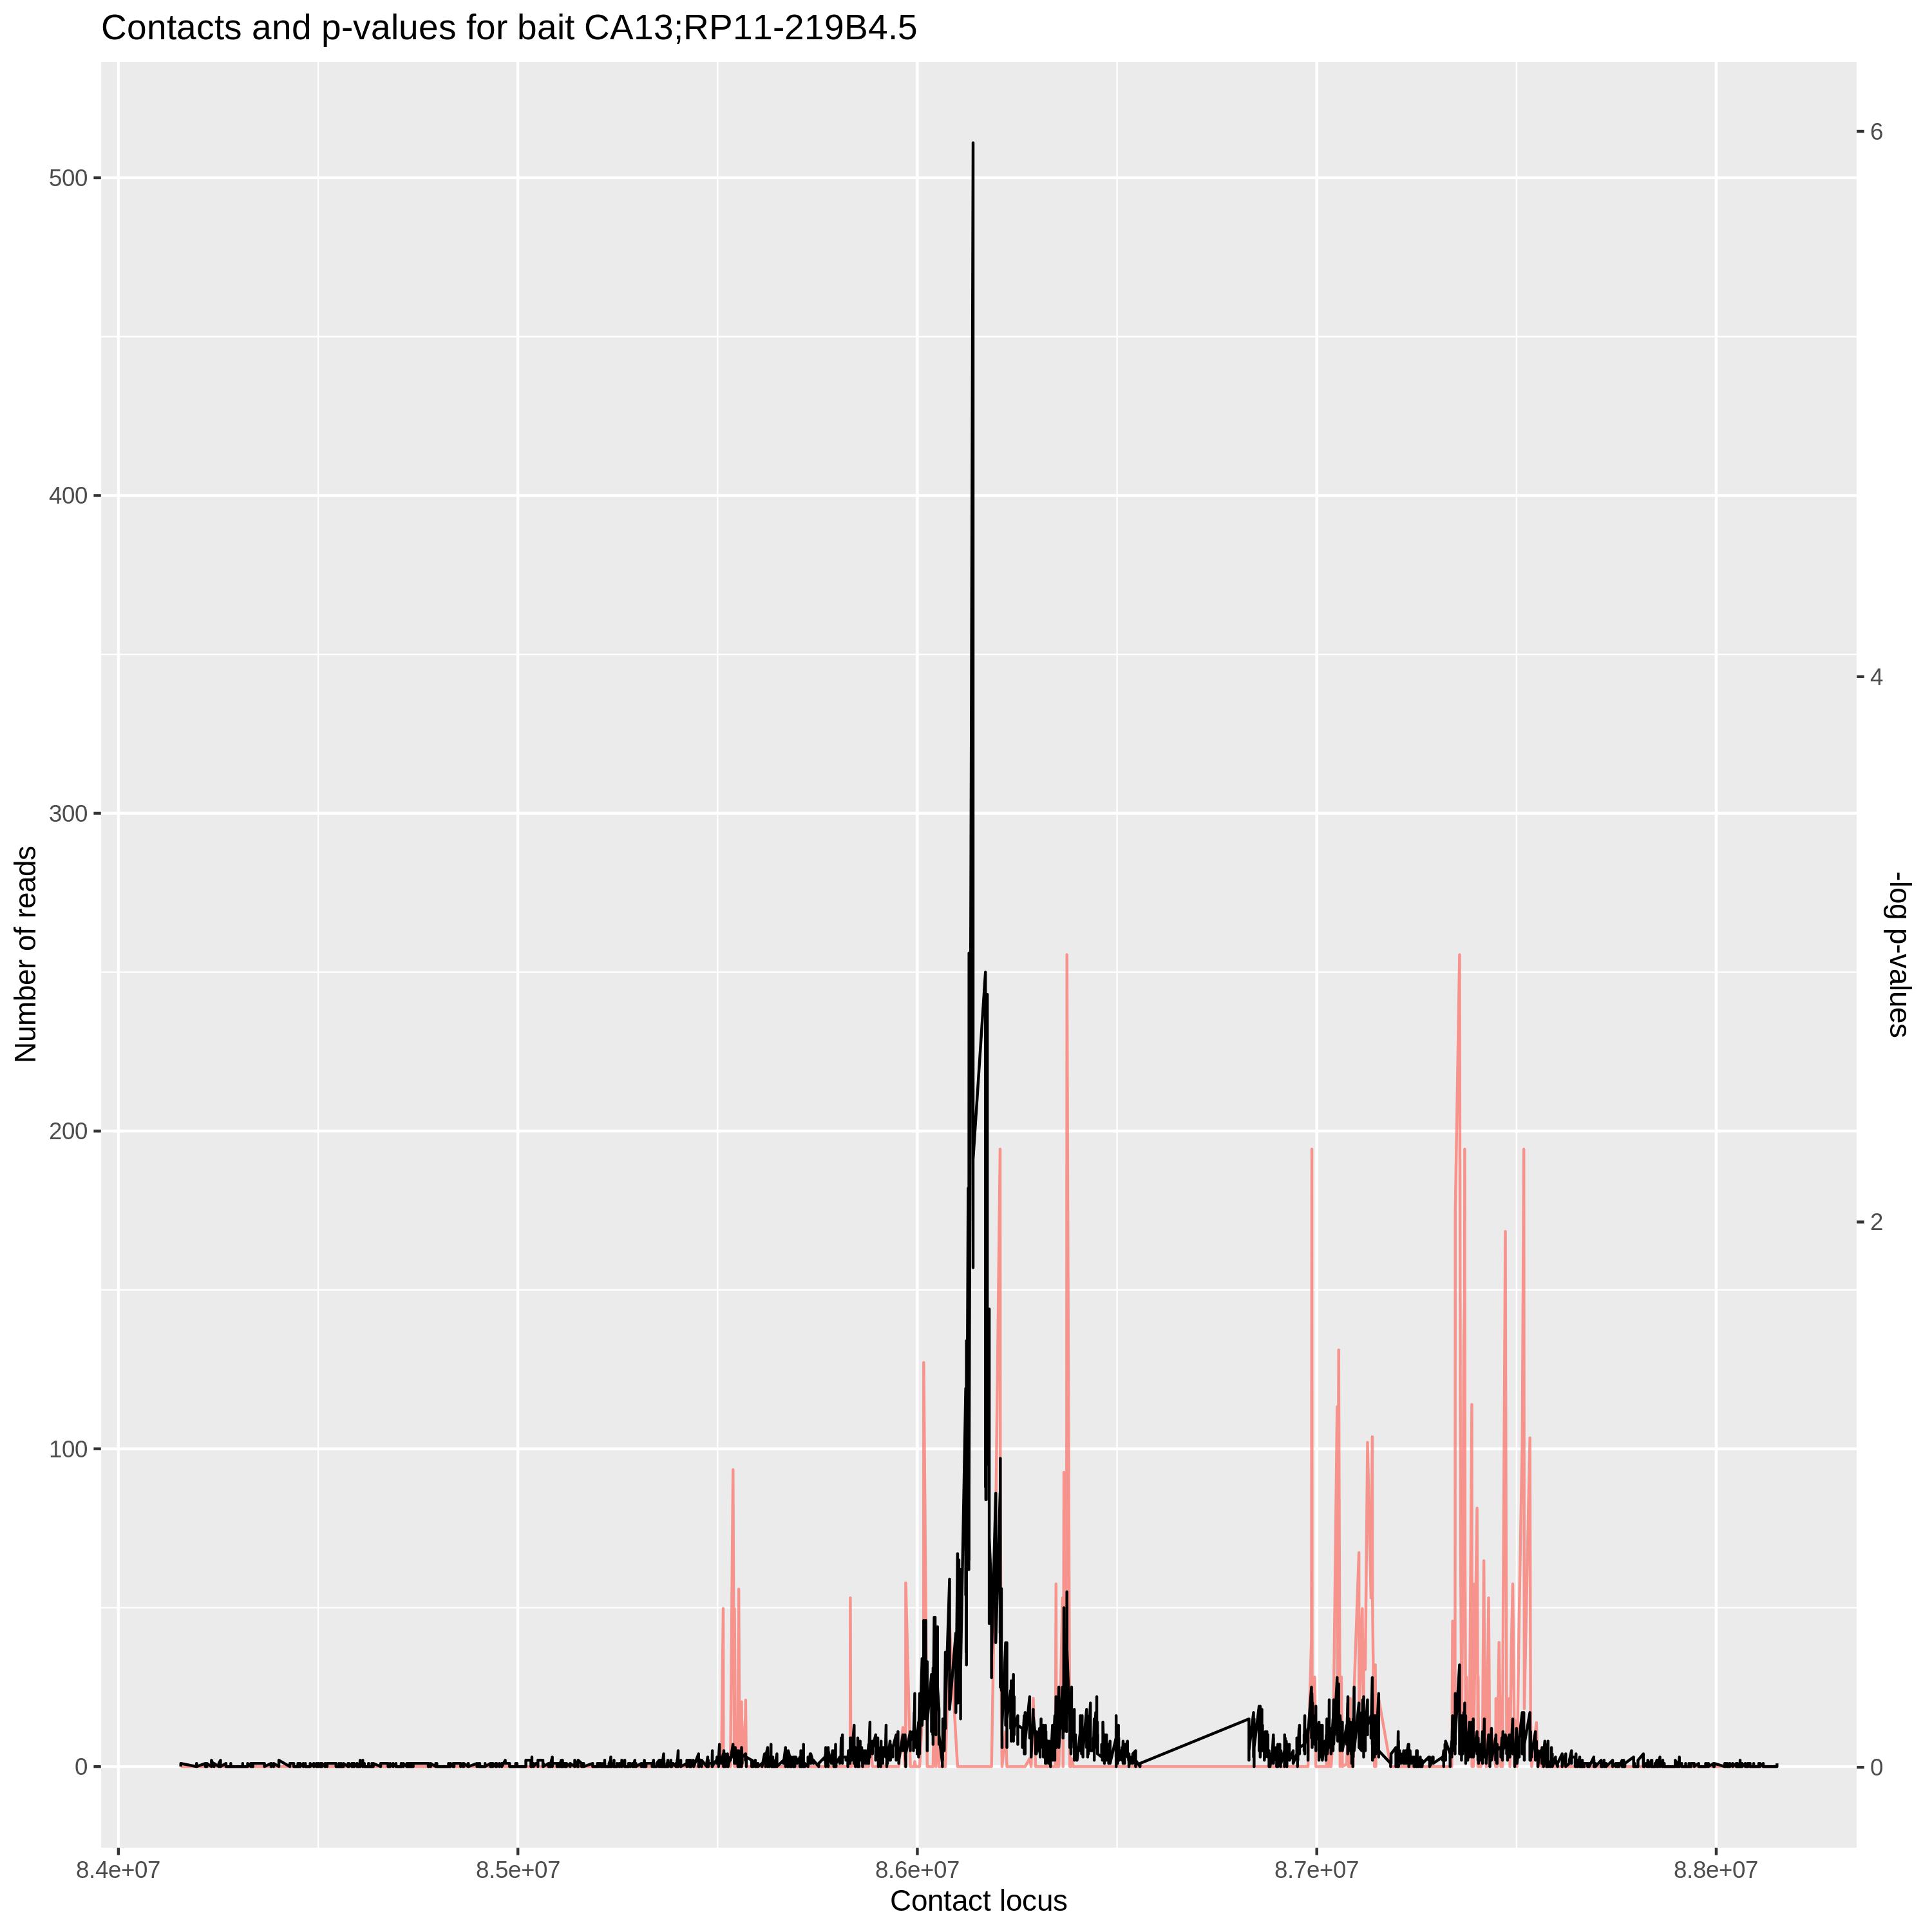 Contacts and p-values for bait CA13;RP11-219B4.5
6
500
400
4
300
Number of reads
-log p-values
200
2
100
0
0
8.4e+07
8.5e+07
8.6e+07
8.7e+07
8.8e+07
Contact locus